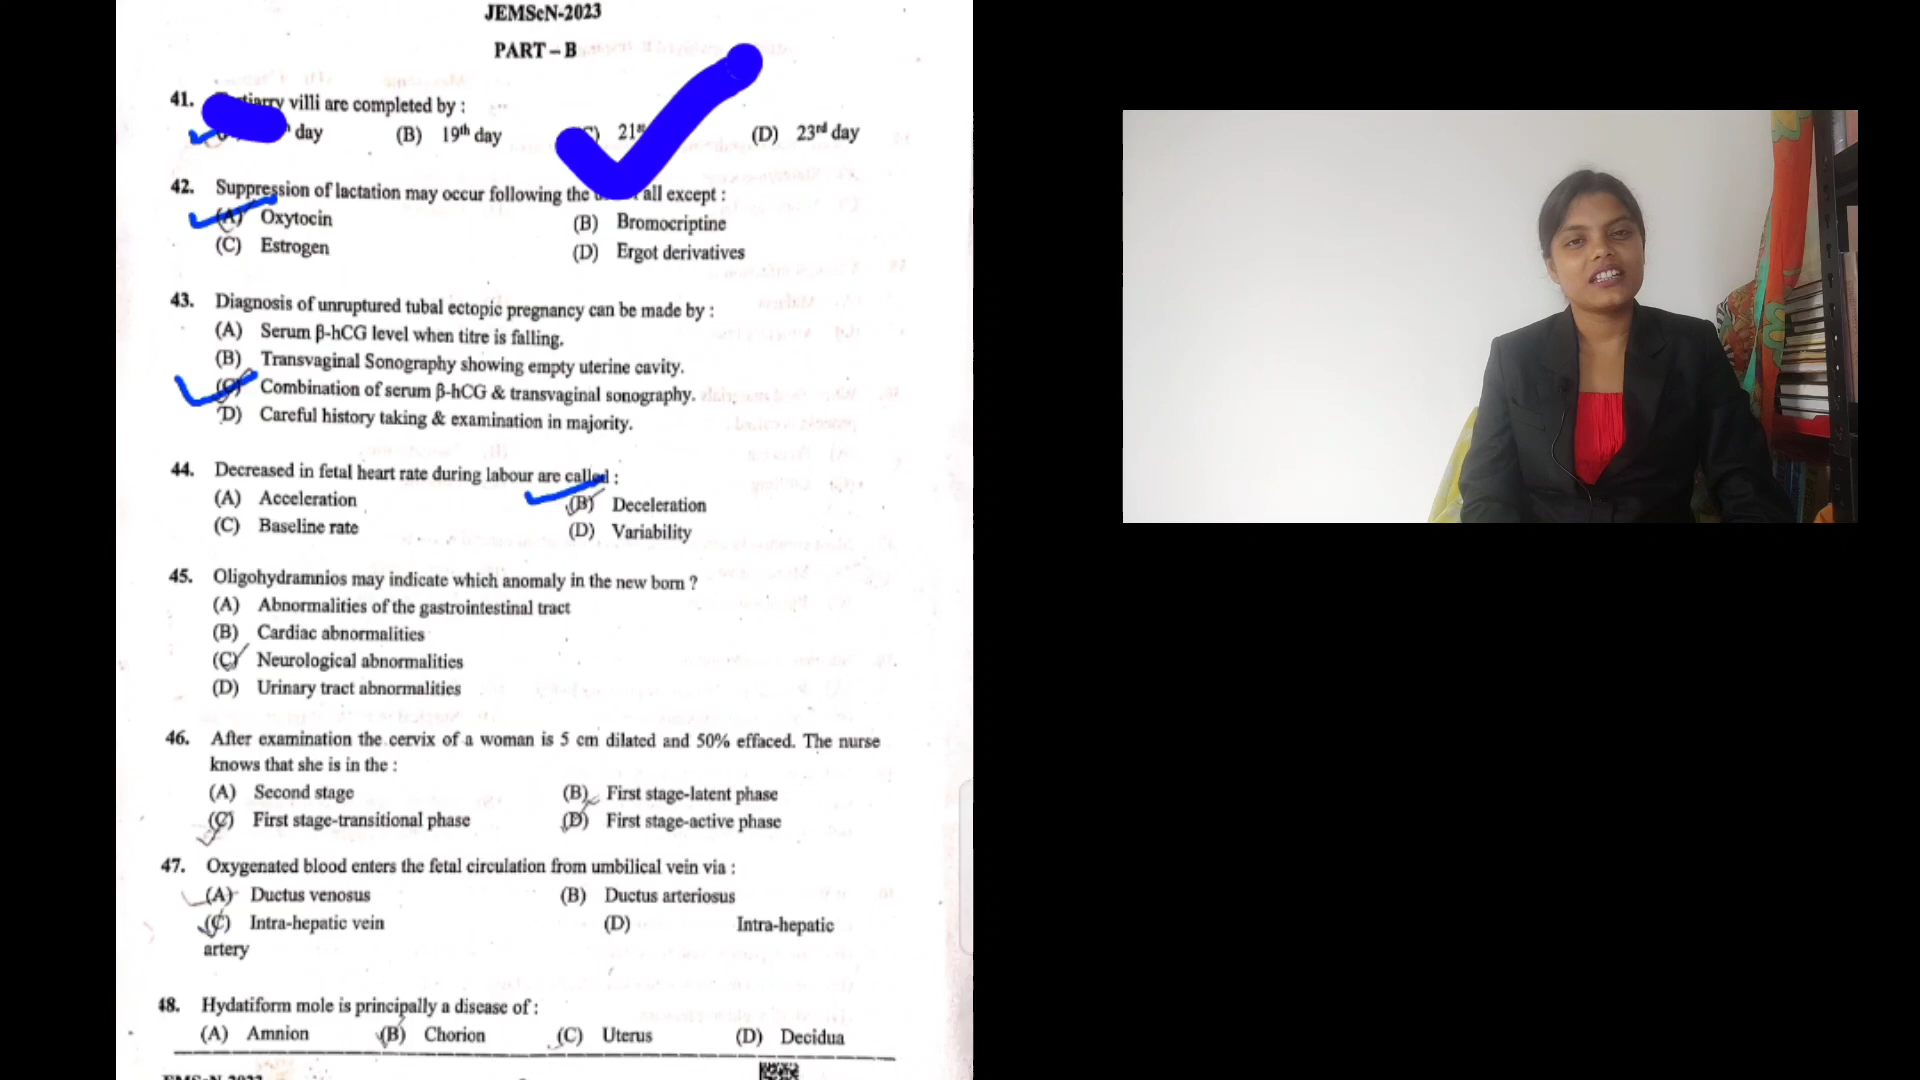 JEMScN-2023
PART – B
41. villi are completed by :
day (B) 19th day 21st (D) 23rd day
42. Suppression of lactation may occur following the all except :
(A) Oxytocin (B) Bromocriptine
(C) Estrogen (D) Ergot derivatives
43. Diagnosis of unruptured tubal ectopic pregnancy can be made by :
(A) Serum β-hCG level when titre is falling.
(B) Transvaginal Sonography showing empty uterine cavity.
(C) Combination of serum β-hCG & transvaginal sonography.
(D) Careful history taking & examination in majority.
44. Decreased in fetal heart rate during labour are called :
(A) Acceleration (B) Deceleration
(C) Baseline rate (D) Variability
45. Oligohydramnios may indicate which anomaly in the new born ?
(A) Abnormalities of the gastrointestinal tract
(B) Cardiac abnormalities
(C) Neurological abnormalities
(D) Urinary tract abnormalities
46. After examination the cervix of a woman is 5 cm dilated and 50% effaced. The nurse
knows that she is in the :
(A) Second stage (B) First stage-latent phase
(C) First stage-transitional phase (D) First stage-active phase
47. Oxygenated blood enters the fetal circulation from umbilical vein via :
(A) Ductus venosus (B) Ductus arteriosus
(C) Intra-hepatic vein (D) Intra-hepatic
artery
48. Hydatiform mole is principally a disease of :
(A) Amnion (B) Chorion (C) Uterus (D) Decidua